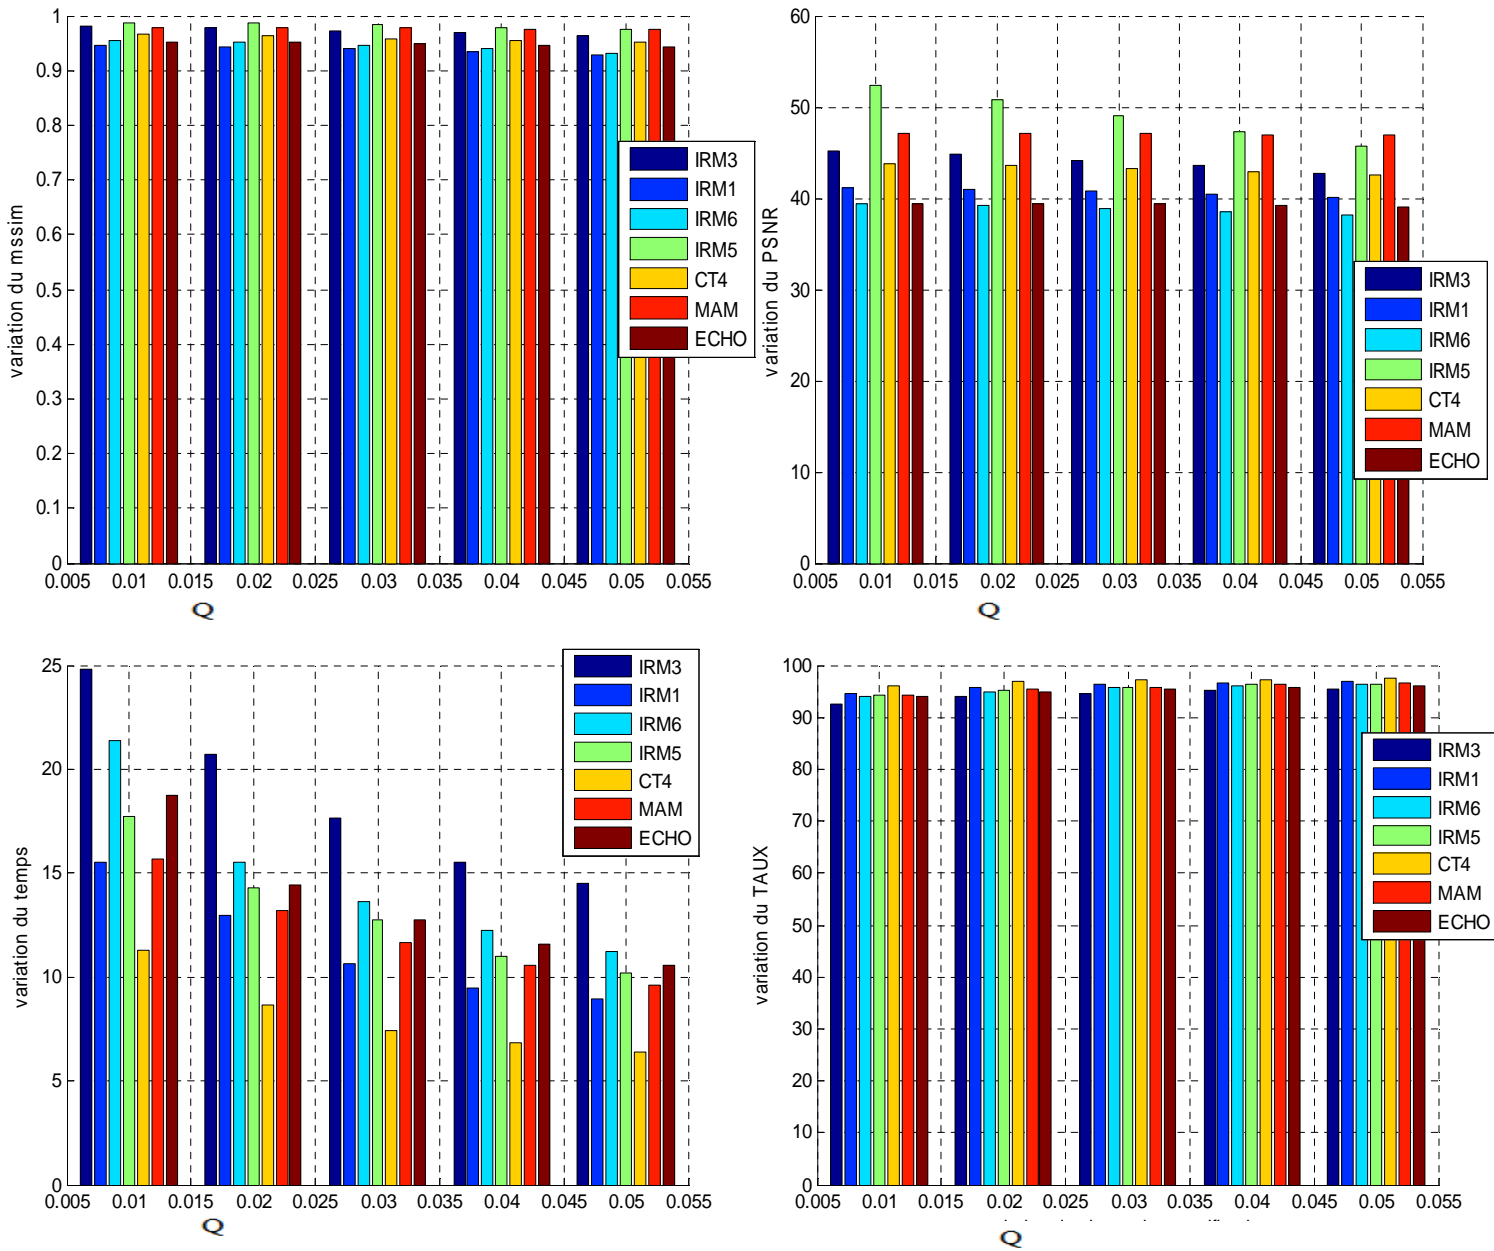 variation du mssim
1
0.9
0.8
0.7
0.6
0.5
0.4
0.3
0.2
0.1
0
0.005 0.01 0.015 0.02 0.025 0.03 0.035 0.04 0.045 0.05 0.055
Q
IRM3
IRM1
IRM6
IRM5
CT4
MAM
ECHO
variation du PSNR
60
50
40
30
20
10
0
0.005 0.01 0.015 0.02 0.025 0.03 0.035 0.04 0.045 0.05 0.055
Q
IRM3
IRM1
IRM6
IRM5
CT4
MAM
ECHO
variation du temps
25
20
15
10
5
0
0.005 0.01 0.015 0.02 0.025 0.03 0.035 0.04 0.045 0.05 0.055
Q
IRM3
IRM1
IRM6
IRM5
CT4
MAM
ECHO
variation du TAUX
100
90
80
70
60
50
40
30
20
10
0
0.005 0.01 0.015 0.02 0.025 0.03 0.035 0.04 0.045 0.05 0.055
Q
IRM3
IRM1
IRM6
IRM5
CT4
MAM
ECHO